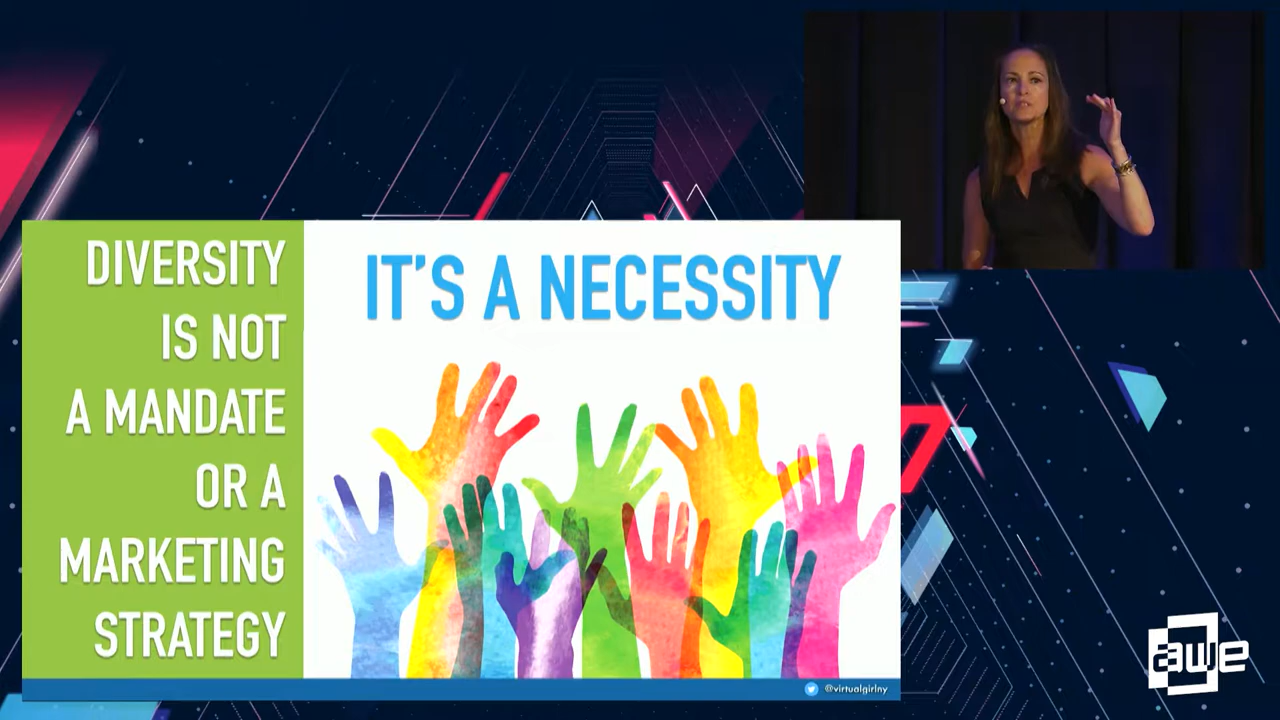 DIVERSITY
IS NOT
A MANDATE
OR A
MARKETING
STRATEGY
IT'S A NECESSITY
@virtualgirlny
awe